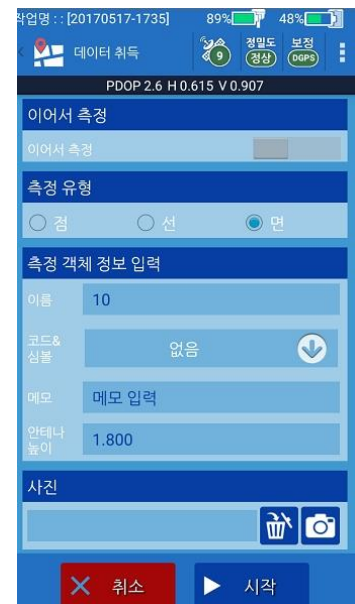 작업명 : : [20170517-1735] 89% 48%
데이터 취득 9 정밀도 정상 보정 DGPS
PDOP 2.6 H 0.615 V 0.907
이어서 측정
이어서 측정
측정 유형
점 선 면
측정 객체 정보 입력
이름 10
코드&
심볼 없음
메모 메모 입력
안테나
높이 1.800
사진
취소 시작